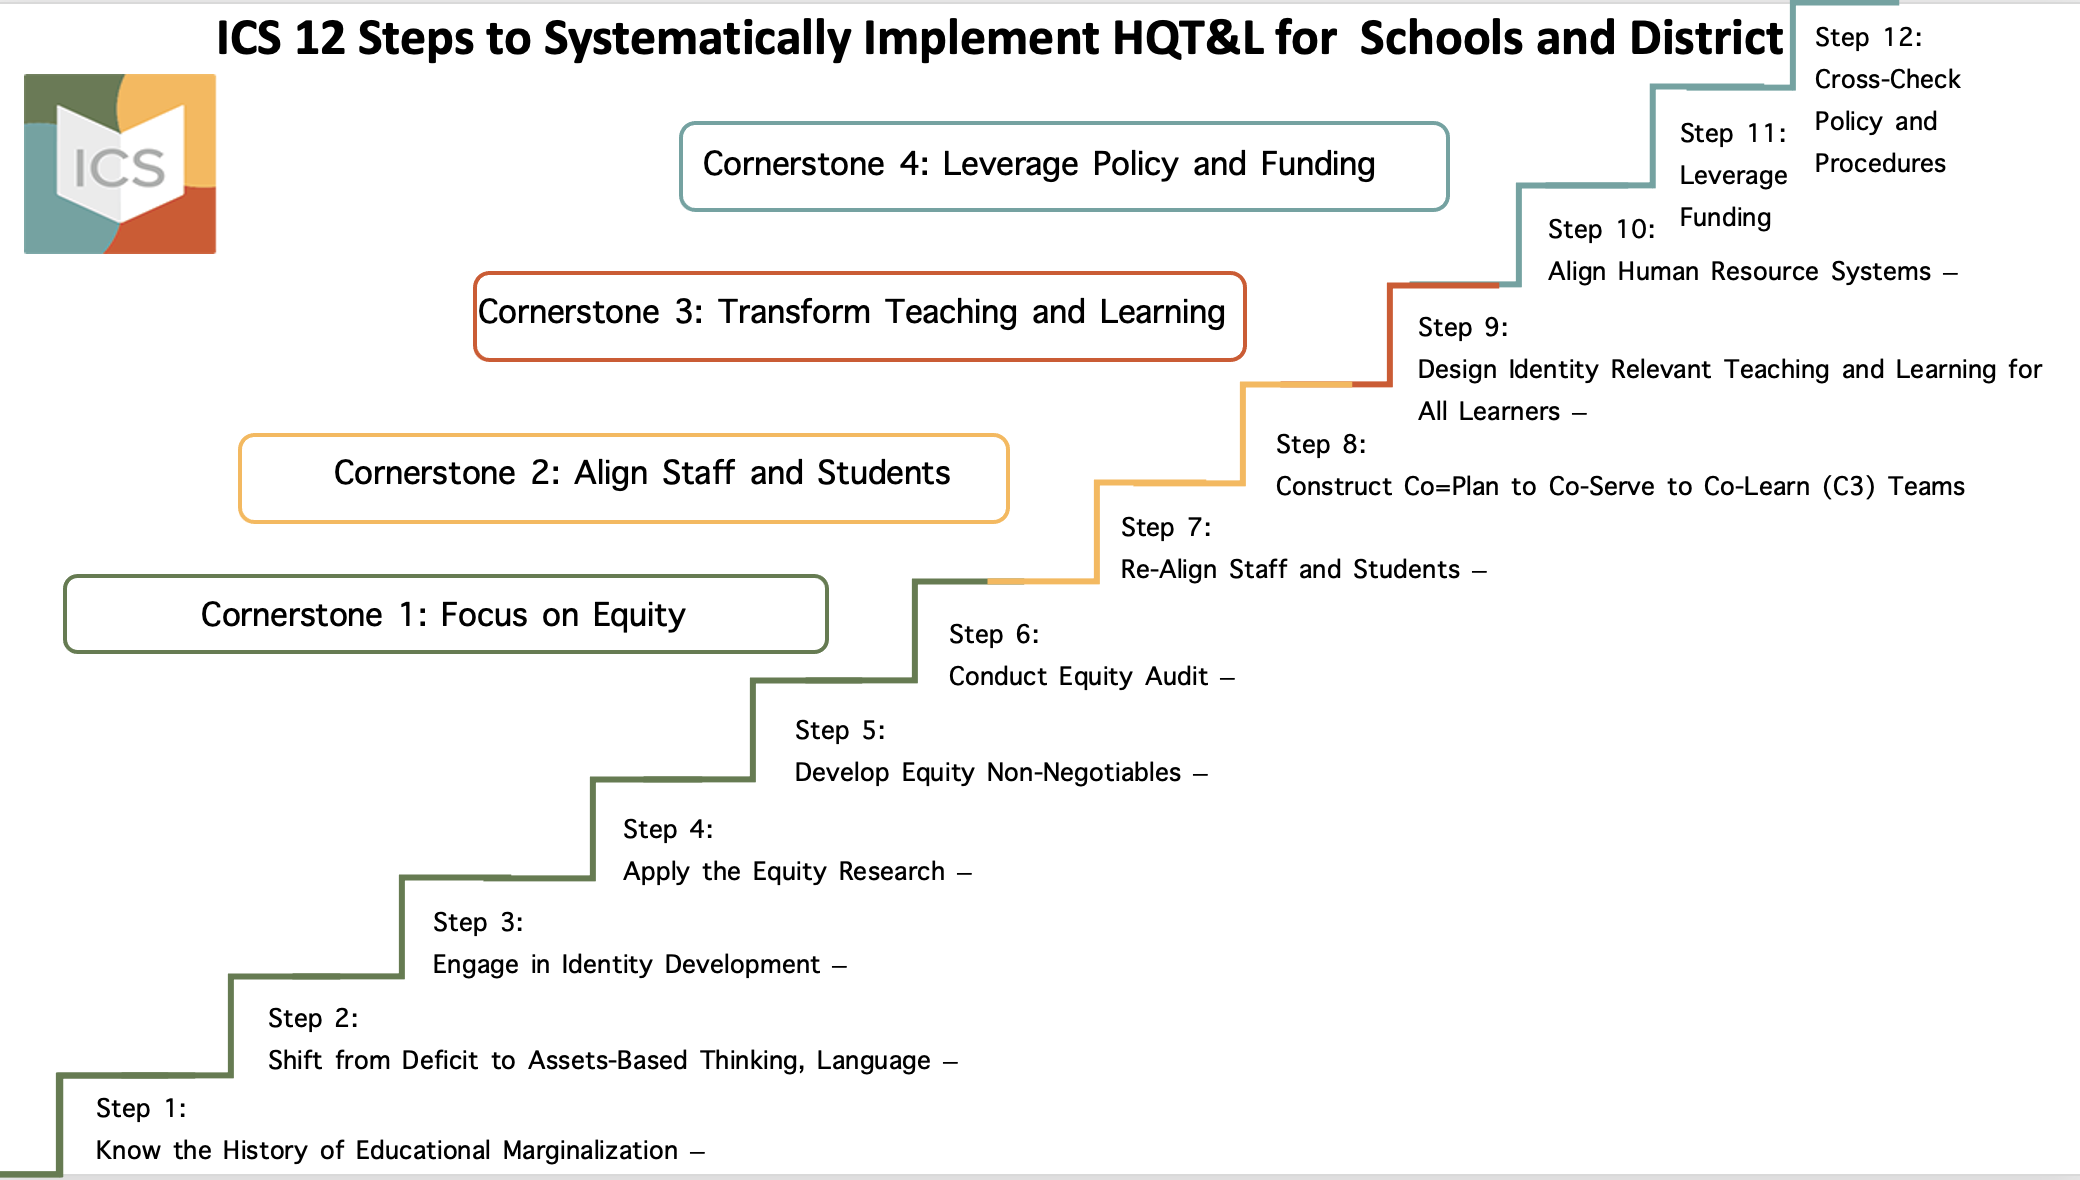 ICS 12 Steps to Systematically Implement HQT&L for Schools and District
ICS
Step 12:
Cross-Check
Policy and
Procedures
Step 11:
Leverage
Funding
Cornerstone 4: Leverage Policy and Funding
Step 10:
Align Human Resource Systems –
Cornerstone 3: Transform Teaching and Learning
Step 9:
Design Identity Relevant Teaching and Learning for
All Learners –
Step 8:
Construct Co=Plan to Co-Serve to Co-Learn (C3) Teams
Cornerstone 2: Align Staff and Students
Step 7:
Re-Align Staff and Students –
Cornerstone 1: Focus on Equity
Step 6:
Conduct Equity Audit –
Step 5:
Develop Equity Non-Negotiables –
Step 4:
Apply the Equity Research –
Step 3:
Engage in Identity Development –
Step 2:
Shift from Deficit to Assets-Based Thinking, Language –
Step 1:
Know the History of Educational Marginalization –